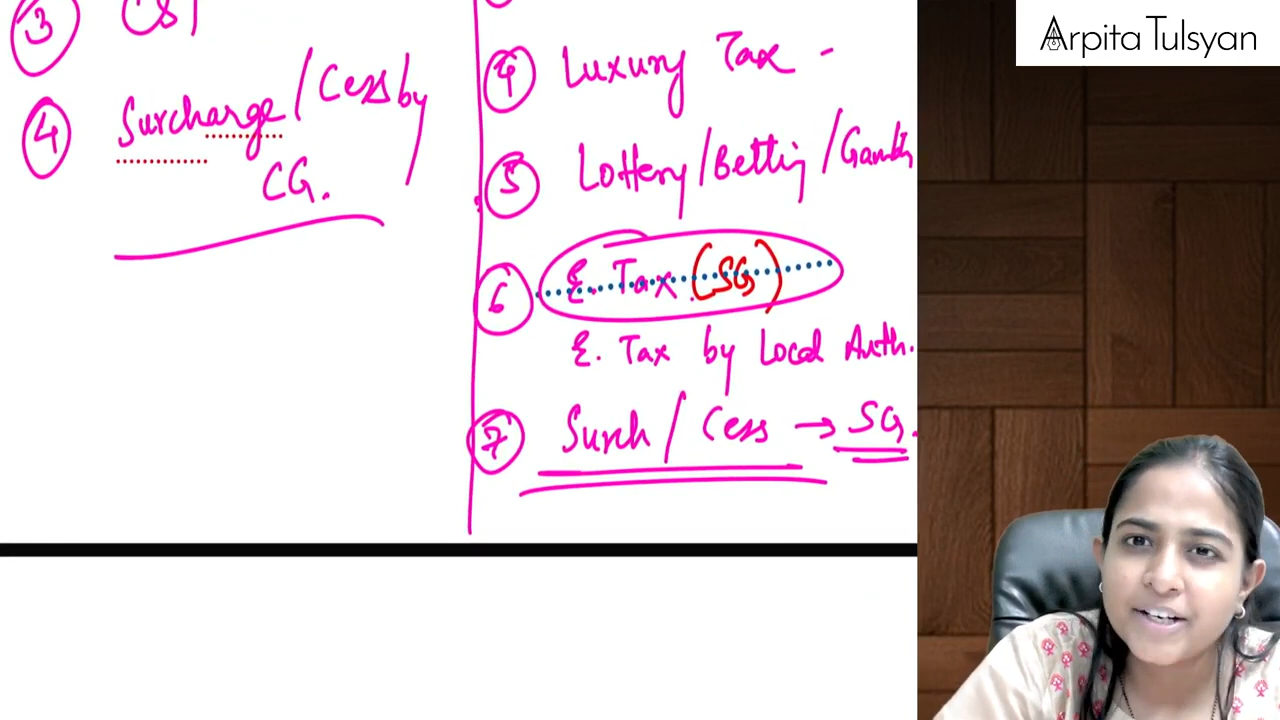 Arpita Tulsyan
3
4 Surcharge/Cess by
CG.
4 Luxury Tax -
5 Lottery/Betting/Gambling
6 E. Tax. (SG)
E. Tax by Local Auth.
7 Surch/Cess → SG.